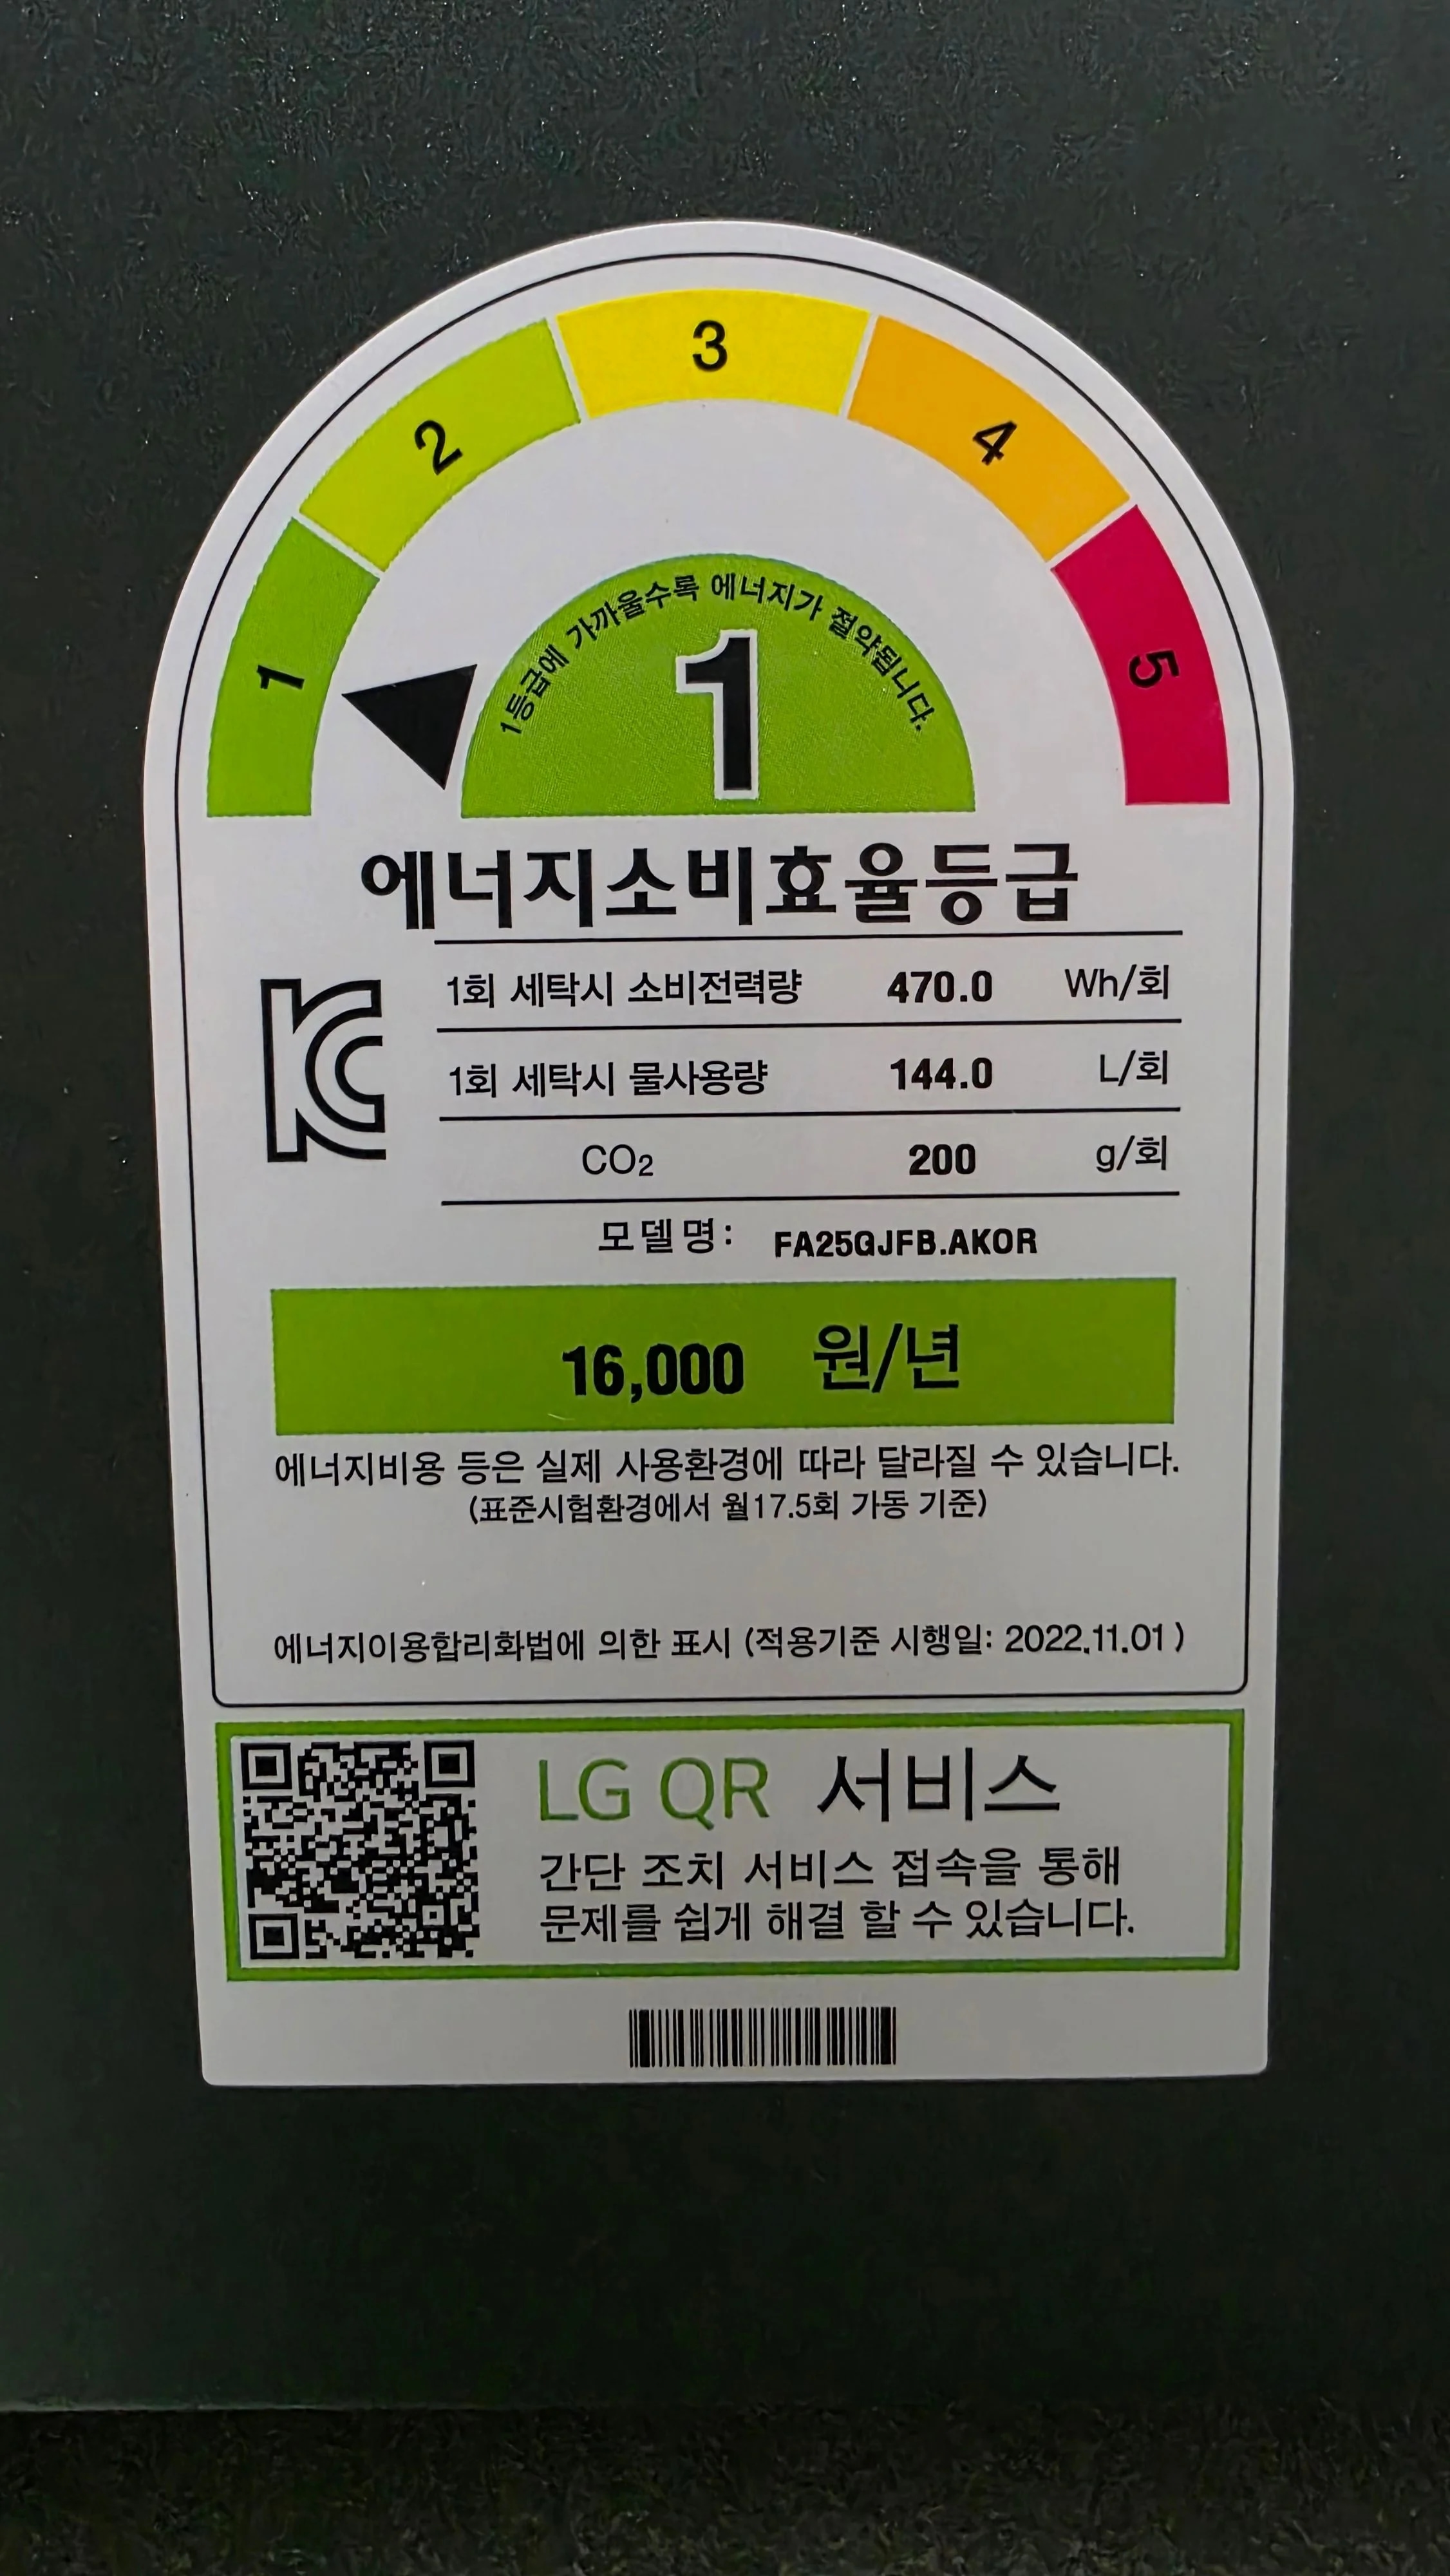 1
2
3
4
5
1등급에 가까울수록 에너지가 절약됩니다.
1
에너지소비효율등급
1회 세탁시 소비전력량 470.0 Wh/회
1회 세탁시 물사용량 144.0 L/회
CO₂ 200 g/회
모델명: FA25GJFB.AKOR
16,000 원/년
에너지비용 등은 실제 사용환경에 따라 달라질 수 있습니다.
(표준시험환경에서 월17.5회 가동 기준)
에너지이용합리화법에 의한 표시 (적용기준 시행일: 2022.11.01)
LG QR 서비스
간단 조치 서비스 접속을 통해
문제를 쉽게 해결 할 수 있습니다.